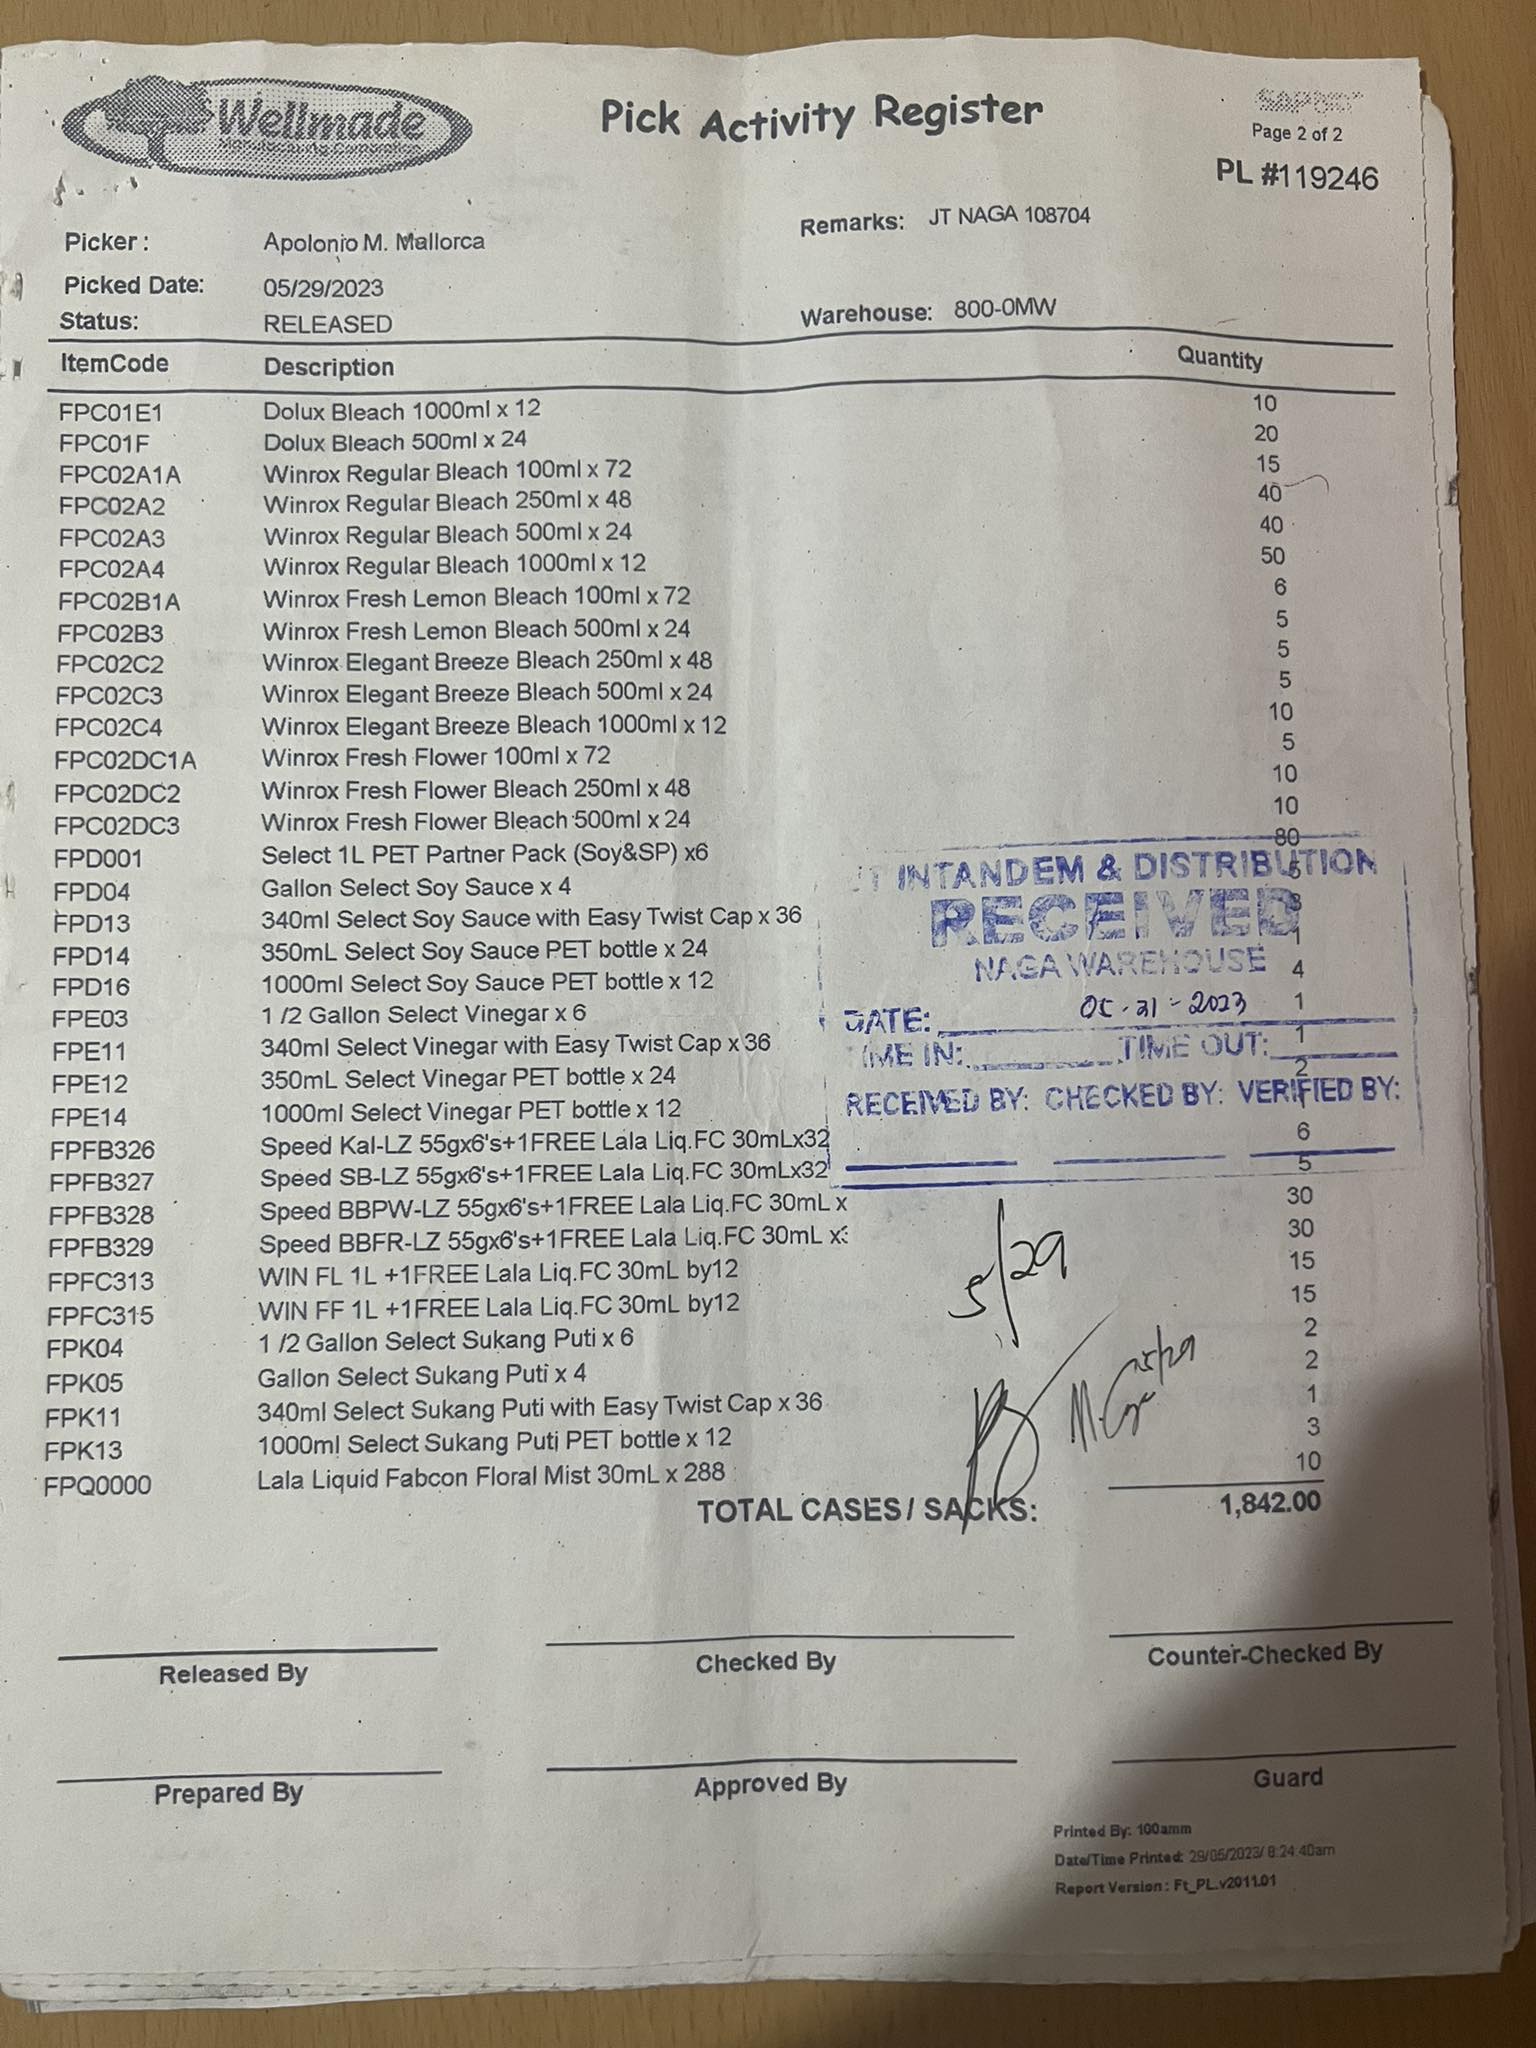 Wellmade
Manufacturing Corporation
Pick Activity Register
Page 2 of 2
PL #119246
Picker : Apolonio M. Mallorca
Remarks: JT NAGA 108704
Picked Date: 05/29/2023
Status: RELEASED
Warehouse: 800-0MW
ItemCode Description Quantity
FPC01E1 Dolux Bleach 1000ml x 12 10
FPC01F Dolux Bleach 500ml x 24 20
FPC02A1A Winrox Regular Bleach 100ml x 72 15
FPC02A2 Winrox Regular Bleach 250ml x 48 40
FPC02A3 Winrox Regular Bleach 500ml x 24 40
FPC02A4 Winrox Regular Bleach 1000ml x 12 50
FPC02B1A Winrox Fresh Lemon Bleach 100ml x 72 6
FPC02B3 Winrox Fresh Lemon Bleach 500ml x 24 5
FPC02C2 Winrox Elegant Breeze Bleach 250ml x 48 5
FPC02C3 Winrox Elegant Breeze Bleach 500ml x 24 5
FPC02C4 Winrox Elegant Breeze Bleach 1000ml x 12 10
FPC02DC1A Winrox Fresh Flower 100ml x 72 5
FPC02DC2 Winrox Fresh Flower Bleach 250ml x 48 10
FPC02DC3 Winrox Fresh Flower Bleach 500ml x 24 10
FPD001 Select 1L PET Partner Pack (Soy&SP) x6 80
FPD04 Gallon Select Soy Sauce x 4 5
FPD13 340ml Select Soy Sauce with Easy Twist Cap x 36
FPD14 350mL Select Soy Sauce PET bottle x 24 1
FPD16 1000ml Select Soy Sauce PET bottle x 12 4
FPE03 1 /2 Gallon Select Vinegar x 6 1
FPE11 340ml Select Vinegar with Easy Twist Cap x 36 1
FPE12 350mL Select Vinegar PET bottle x 24 2
FPE14 1000ml Select Vinegar PET bottle x 12
FPFB326 Speed Kal-LZ 55gx6's+1FREE Lala Liq.FC 30mLx32 6
FPFB327 Speed SB-LZ 55gx6's+1FREE Lala Liq.FC 30mLx32 5
FPFB328 Speed BBPW-LZ 55gx6's+1FREE Lala Liq.FC 30mL x 30
FPFB329 Speed BBFR-LZ 55gx6's+1FREE Lala Liq.FC 30mL x 30
FPFC313 WIN FL 1L +1FREE Lala Liq.FC 30mL by12 15
FPFC315 WIN FF 1L +1FREE Lala Liq.FC 30mL by12 15
FPK04 1 /2 Gallon Select Sukang Puti x 6 2
FPK05 Gallon Select Sukang Puti x 4 2
FPK11 340ml Select Sukang Puti with Easy Twist Cap x 36 1
FPK13 1000ml Select Sukang Puti PET bottle x 12 3
FPQ0000 Lala Liquid Fabcon Floral Mist 30mL x 288 10
TOTAL CASES / SACKS: 1,842.00
JT INTANDEM & DISTRIBUTION
RECEIVED
NAGA WAREHOUSE
DATE: 05-31-2023
TIME IN: TIME OUT:
RECEIVED BY: CHECKED BY: VERIFIED BY:
5/29
5/29
Released By Checked By Counter-Checked By
Prepared By Approved By Guard
Printed By: 100amm
Date/Time Printed: 29/05/2023/ 8:24:40am
Report Version : Ft_PL.v2011.01